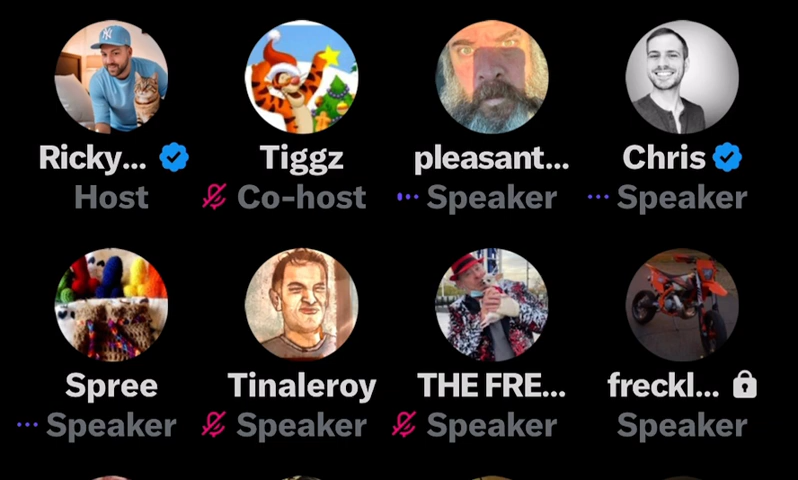 Ricky... Tiggz pleasant... Chris
Host Co-host Speaker Speaker
Spree Tinaleroy THE FRE... freckl...
Speaker Speaker Speaker Speaker